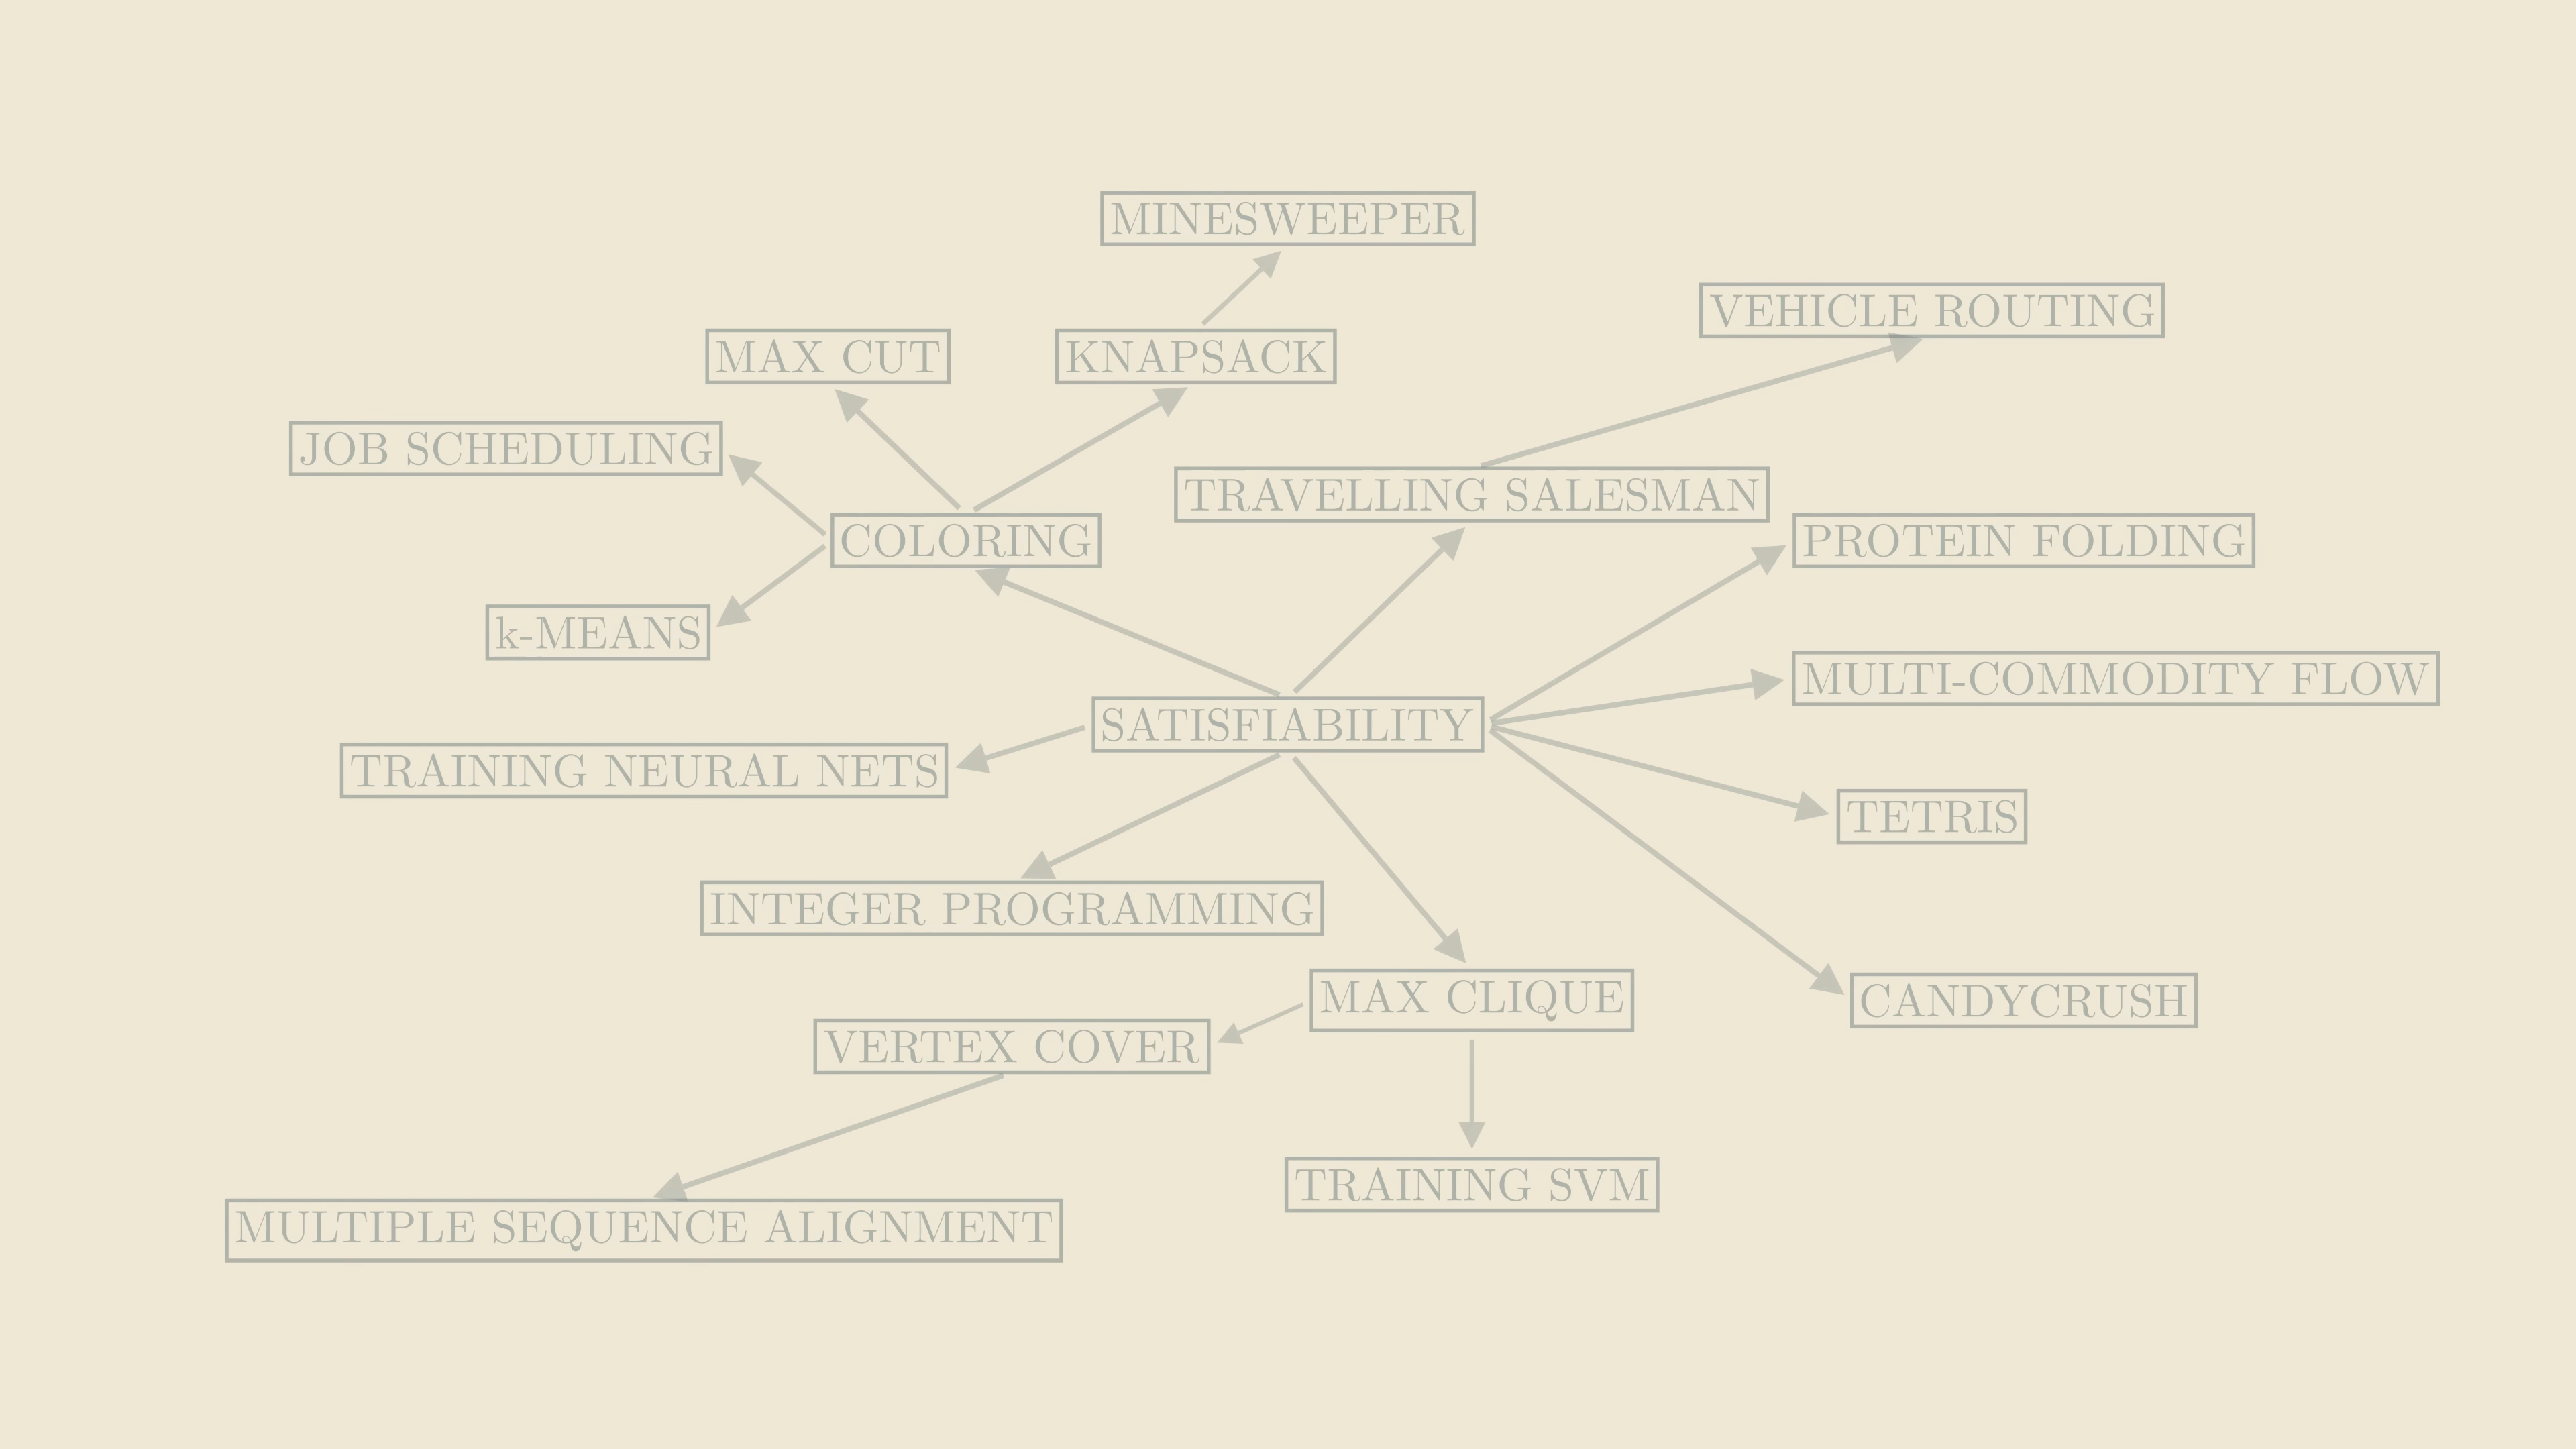 MINESWEEPER
VEHICLE ROUTING
MAX CUT
KNAPSACK
JOB SCHEDULING
TRAVELLING SALESMAN
COLORING
PROTEIN FOLDING
k-MEANS
MULTI-COMMODITY FLOW
SATISFIABILITY
TRAINING NEURAL NETS
TETRIS
INTEGER PROGRAMMING
MAX CLIQUE
CANDYCRUSH
VERTEX COVER
TRAINING SVM
MULTIPLE SEQUENCE ALIGNMENT